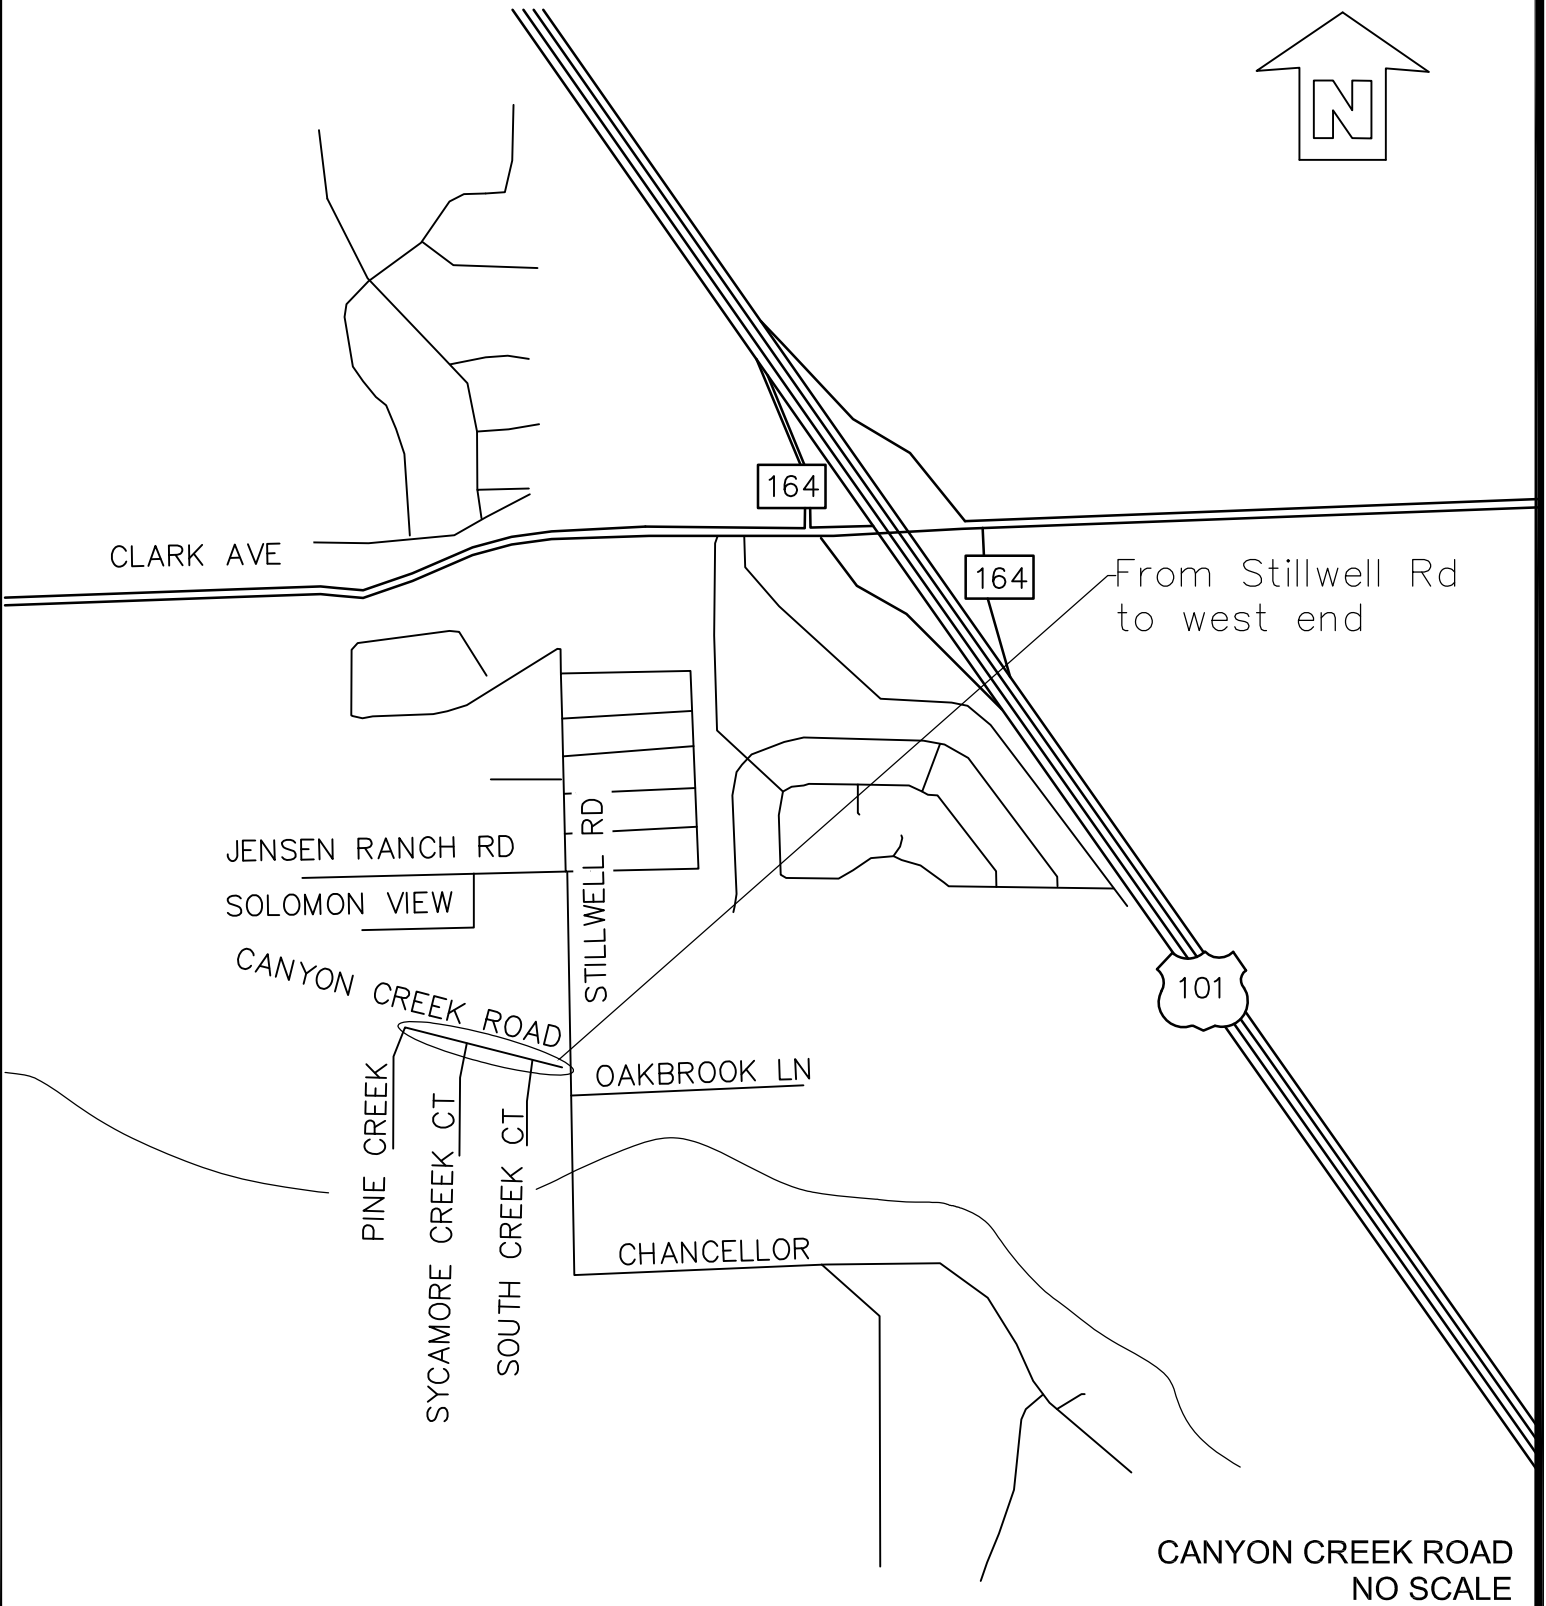 N
164
CLARK AVE
164
From Stillwell Rd
to west end
STILLWELL RD
JENSEN RANCH RD
SOLOMON VIEW
CANYON CREEK ROAD
101
OAKBROOK LN
PINE CREEK
SYCAMORE CREEK CT
SOUTH CREEK CT
CHANCELLOR
CANYON CREEK ROAD
NO SCALE